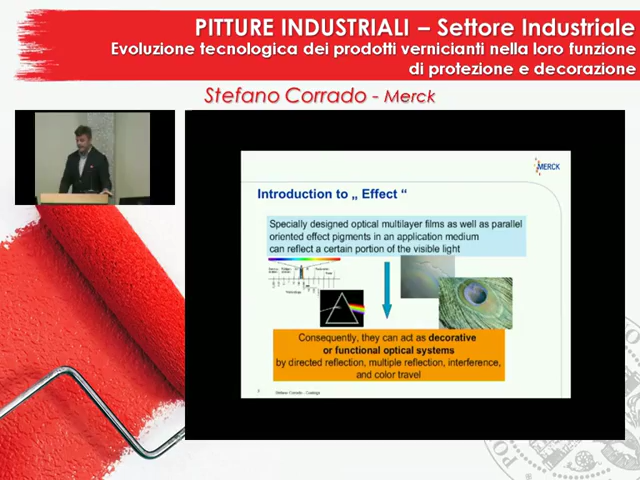 PITTURE INDUSTRIALI – Settore Industriale
Evoluzione tecnologica dei prodotti vernicianti nella loro funzione
di protezione e decorazione
Stefano Corrado - Merck
MERCK
Introduction to „ Effect “
Specially designed optical multilayer films as well as parallel
oriented effect pigments in an application medium
can reflect a certain portion of the visible light
Consequently, they can act as decorative
or functional optical systems
by directed reflection, multiple reflection, interference,
and color travel
Stefano Corrado - Coatings